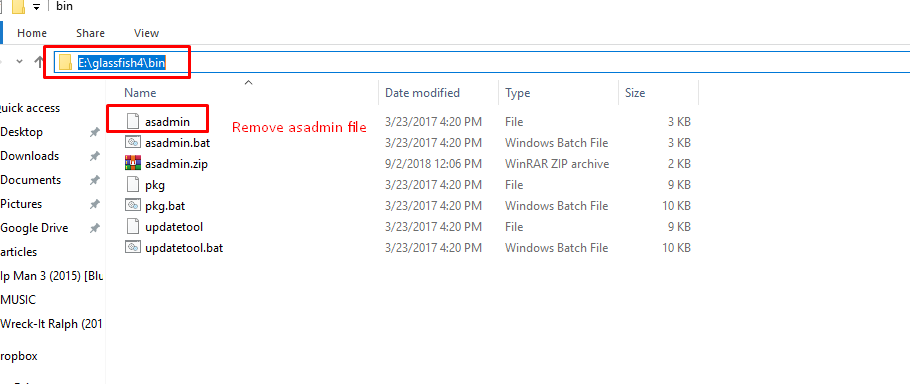 bin
Home
Share
View
E:\glassfish4\bin
Name Date modified Type Size
uick access
Desktop
Downloads
Documents
Pictures
Google Drive
articles
Ip Man 3 (2015) [Blu
MUSIC
Wreck-It Ralph (201
ropbox
asadmin 3/23/2017 4:20 PM File 3 KB
Remove asadmin file
asadmin.bat 3/23/2017 4:20 PM Windows Batch File 3 KB
asadmin.zip 9/2/2018 12:06 PM WinRAR ZIP archive 2 KB
pkg 3/23/2017 4:20 PM File 9 KB
pkg.bat 3/23/2017 4:20 PM Windows Batch File 10 KB
updatetool 3/23/2017 4:20 PM File 9 KB
updatetool.bat 3/23/2017 4:20 PM Windows Batch File 10 KB